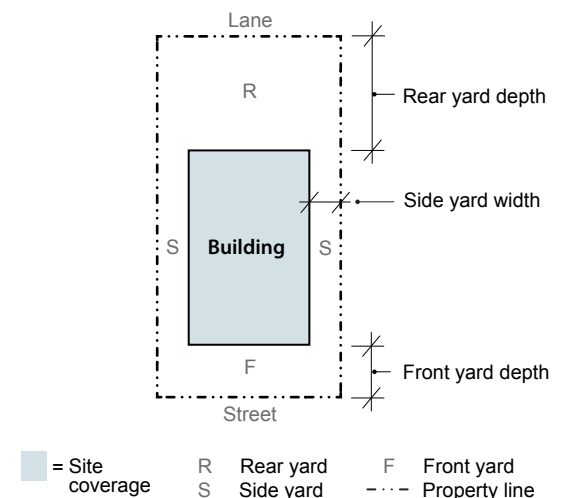 Lane
R
Rear yard depth
Side yard width
S Building S
F
Front yard depth
Street
= Site coverage
R Rear yard
S Side yard
F Front yard
Property line